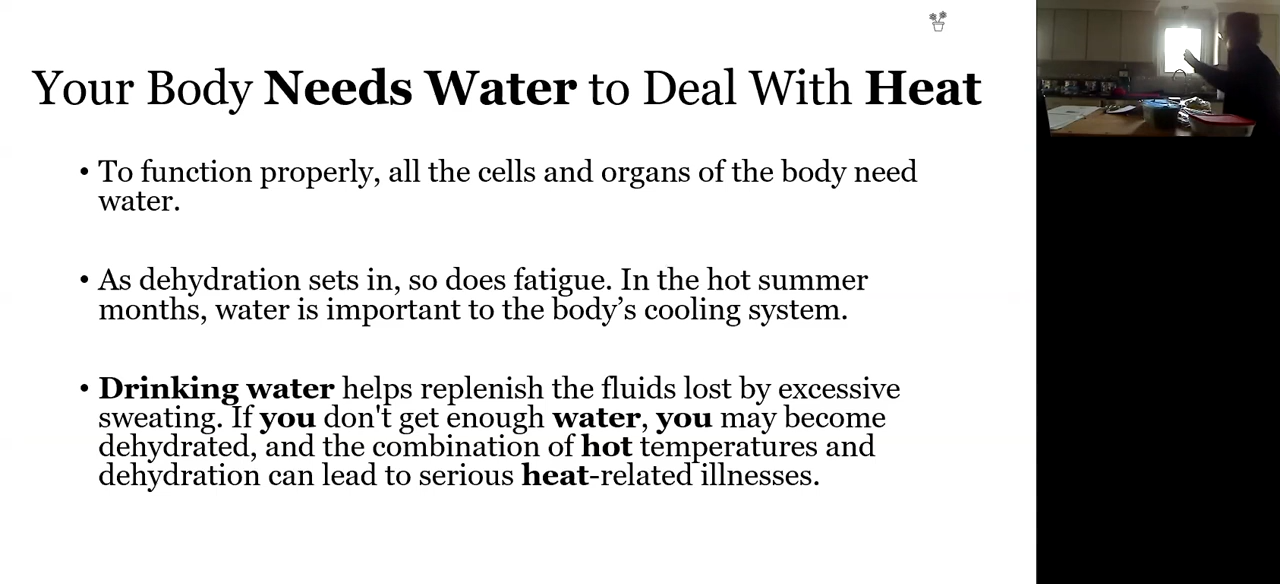 Your Body Needs Water to Deal With Heat
• To function properly, all the cells and organs of the body need
water.
• As dehydration sets in, so does fatigue. In the hot summer
months, water is important to the body’s cooling system.
• Drinking water helps replenish the fluids lost by excessive
sweating. If you don't get enough water, you may become
dehydrated, and the combination of hot temperatures and
dehydration can lead to serious heat-related illnesses.